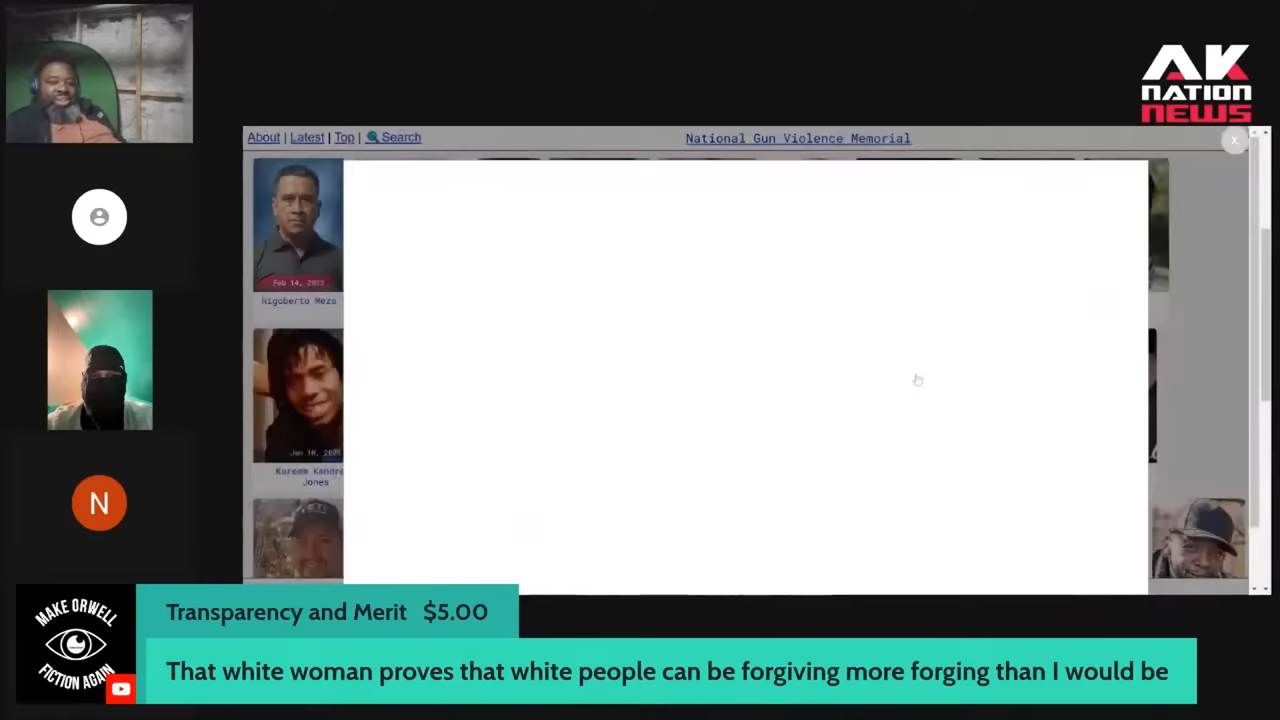 AK
NATION
NEWS
About | Latest | Top | Search
National Gun Violence Memorial
X
Feb 14, 2023
Rigoberto Meza
Kareem Kendre
Jones
N
MAKE ORWELL
FICTION AGAIN
Transparency and Merit $5.00
That white woman proves that white people can be forgiving more forging than I would be